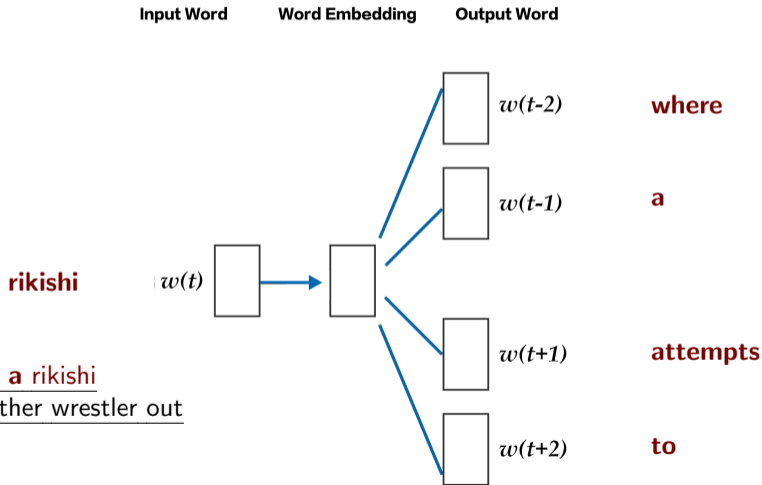 Input Word Word Embedding Output Word
w(t-2) where
w(t-1) a
rikishi w(t)
w(t+1) attempts
a rikishi
ther wrestler out
w(t+2) to